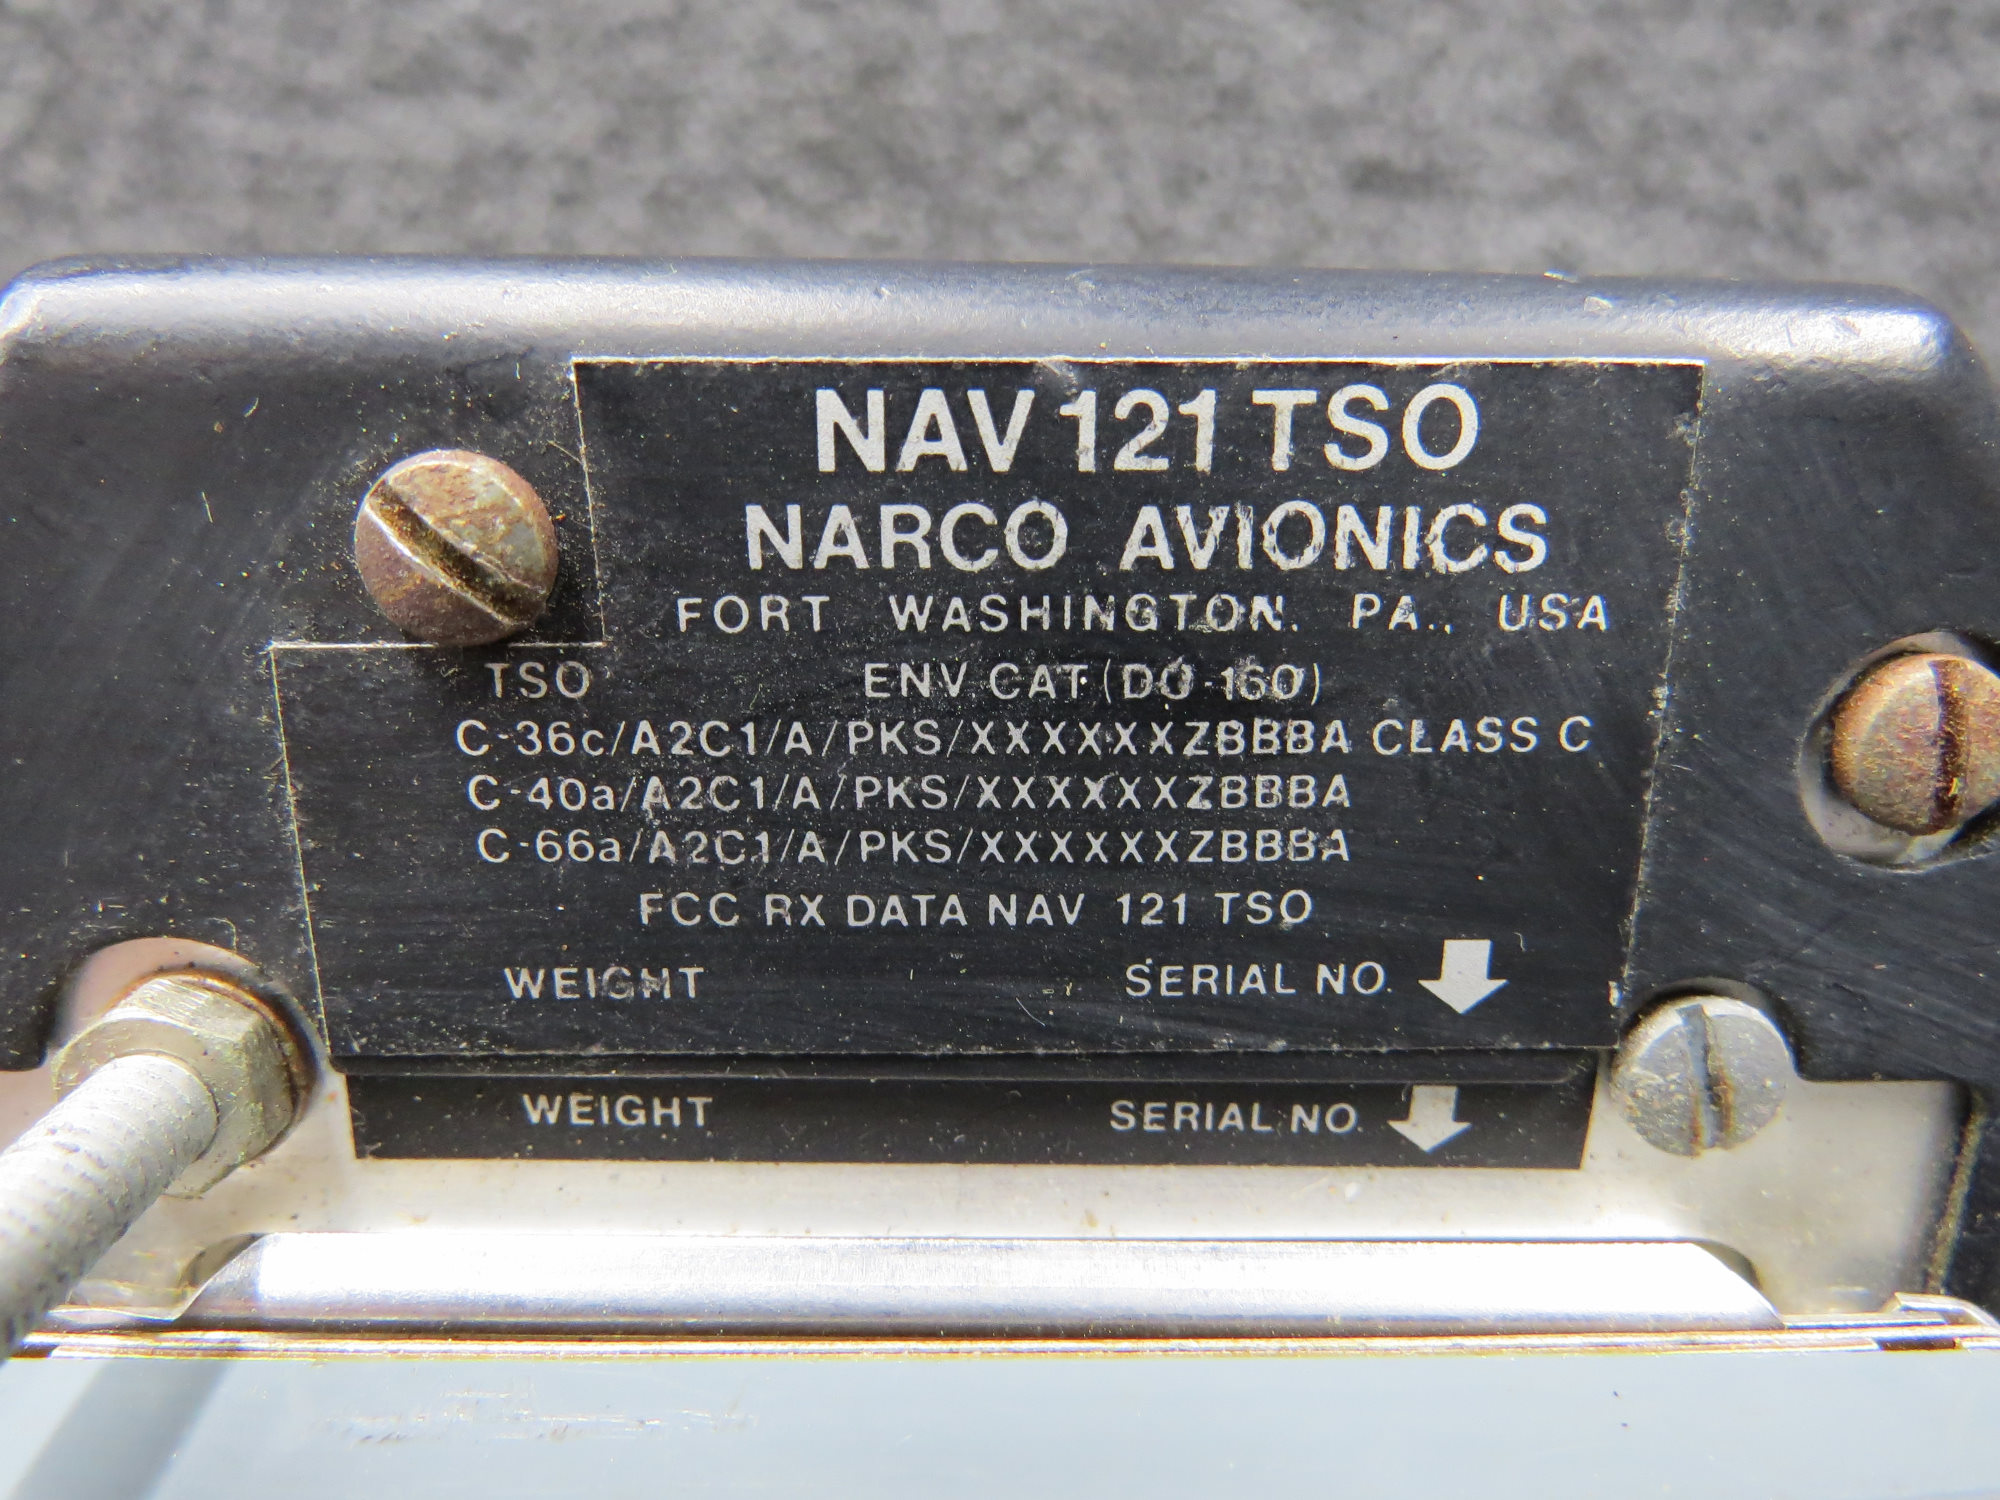 NAV 121 TSO
NARCO AVIONICS
FORT WASHINGTON, PA., USA
TSO ENV CAT (DO-160)
C-36c/A2C1/A/PKS/XXXXXXZBBBA CLASS C
C-40a/A2C1/A/PKS/XXXXXXZBBBA
C-66a/A2C1/A/PKS/XXXXXXZBBBA
FCC RX DATA NAV 121 TSO
WEIGHT SERIAL NO.
WEIGHT SERIAL NO.